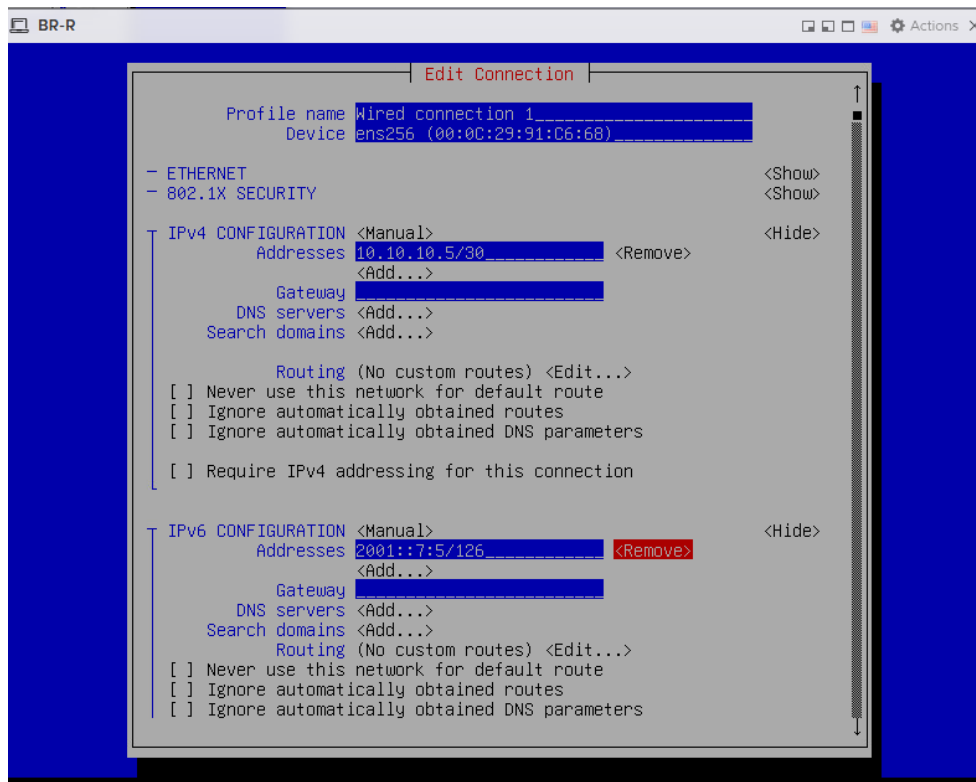 BR-R Actions
Edit Connection
Profile name Wired connection 1
Device ens256 (00:0C:29:91:C6:68)
ETHERNET <Show>
802.1X SECURITY <Show>
IPv4 CONFIGURATION <Manual> <Hide>
Addresses 10.10.10.5/30 <Remove>
<Add...>
Gateway
DNS servers <Add...>
Search domains <Add...>
Routing (No custom routes) <Edit...>
[ ] Never use this network for default route
[ ] Ignore automatically obtained routes
[ ] Ignore automatically obtained DNS parameters
[ ] Require IPv4 addressing for this connection
IPv6 CONFIGURATION <Manual> <Hide>
Addresses 2001::7:5/126 <Remove>
<Add...>
Gateway
DNS servers <Add...>
Search domains <Add...>
Routing (No custom routes) <Edit...>
[ ] Never use this network for default route
[ ] Ignore automatically obtained routes
[ ] Ignore automatically obtained DNS parameters